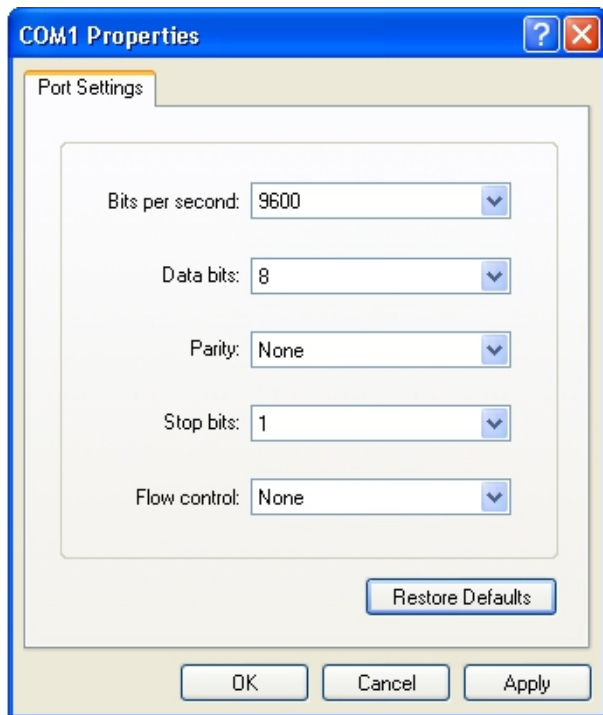 COM1 Properties
Port Settings
Bits per second: 9600
Data bits: 8
Parity: None
Stop bits: 1
Flow control: None
Restore Defaults
OK Cancel Apply